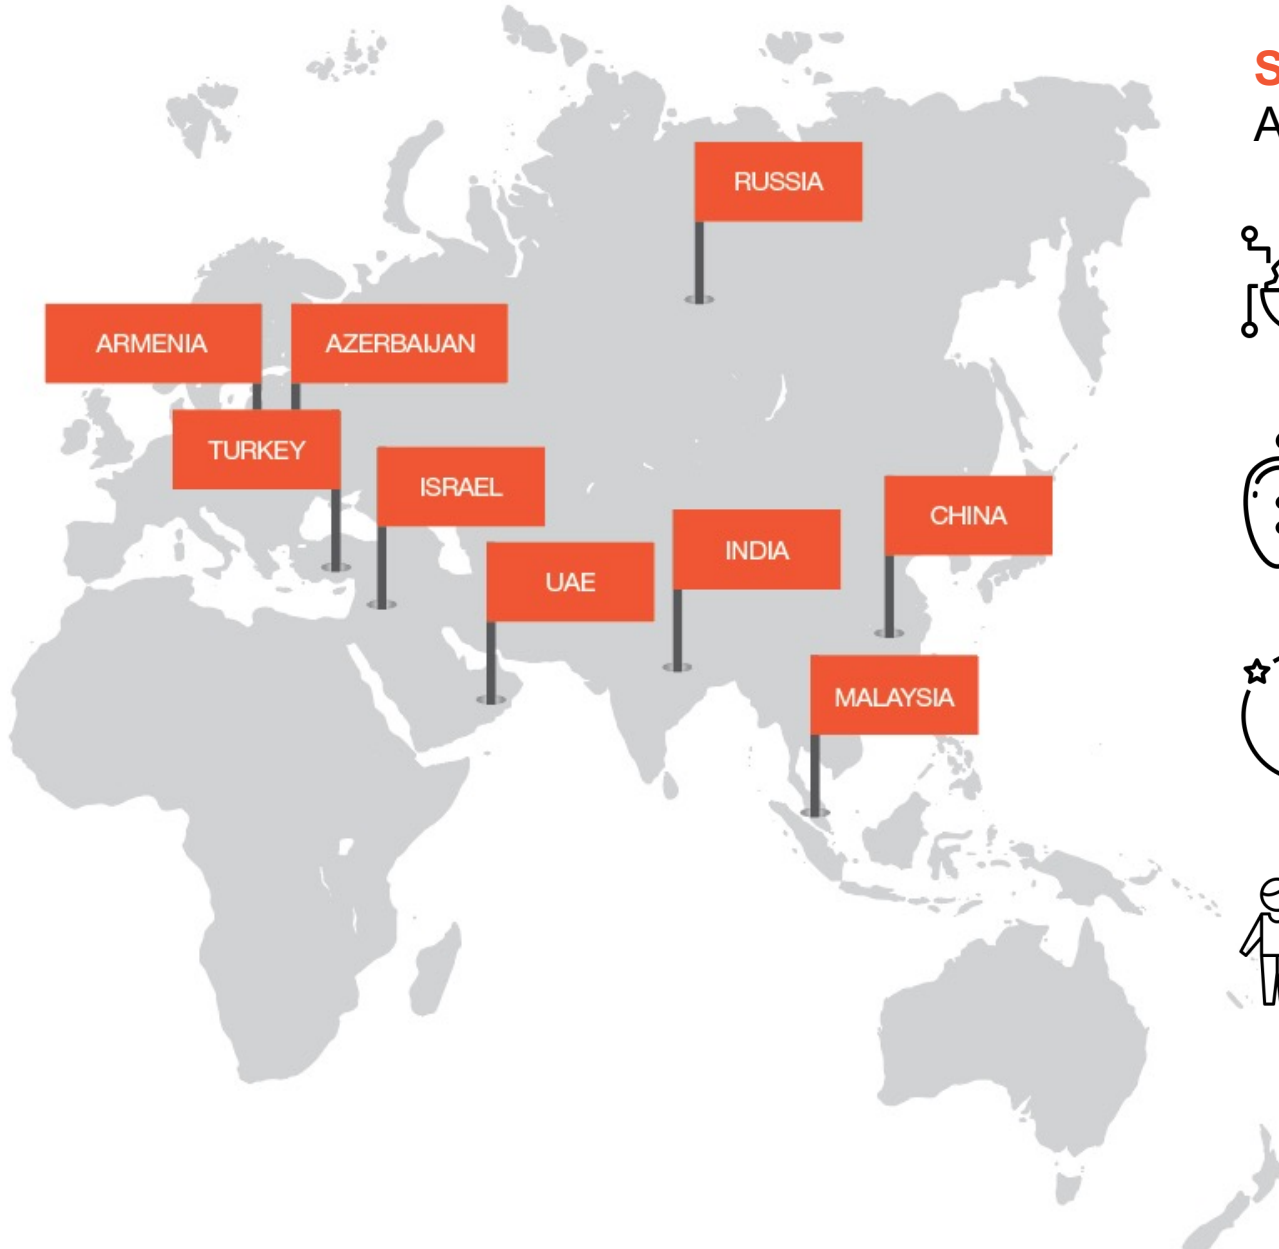 S
A
RUSSIA
ARMENIA
AZERBAIJAN
TURKEY
ISRAEL
CHINA
INDIA
UAE
MALAYSIA